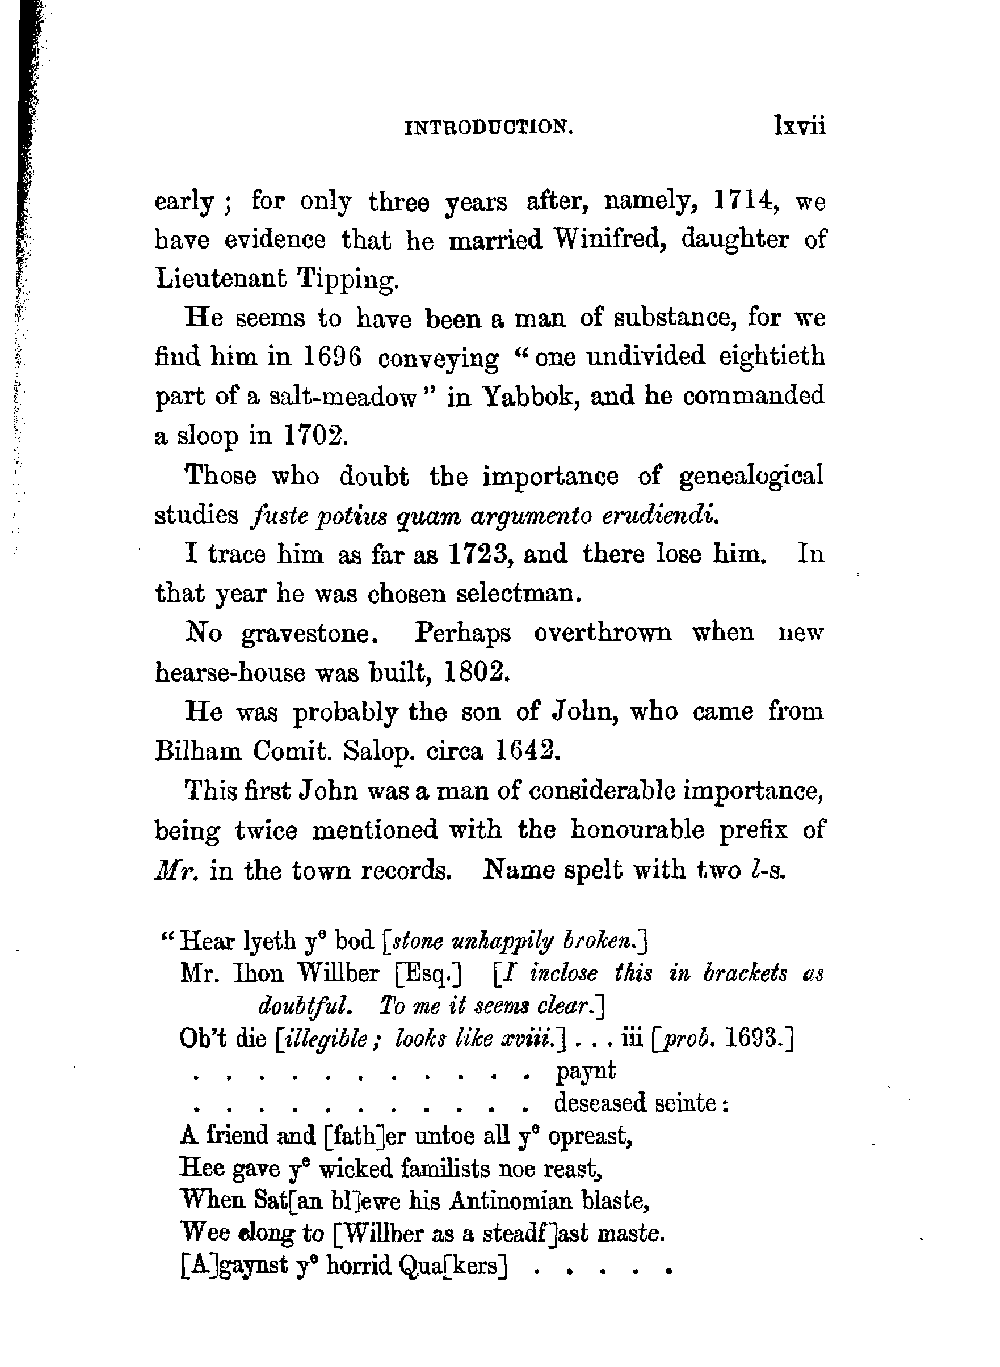 INTRODUCTION. lxvii
early ; for only three years after, namely, 1714, we
have evidence that he married Winifred, daughter of
Lieutenant Tipping.
He seems to have been a man of substance, for we
find him in 1696 conveying “one undivided eightieth
part of a salt-meadow” in Yabbok, and he commanded
a sloop in 1702.
Those who doubt the importance of genealogical
studies fuste potius quam argumento erudiendi.
I trace him as far as 1723, and there lose him. In
that year he was chosen selectman.
No gravestone. Perhaps overthrown when new
hearse-house was built, 1802.
He was probably the son of John, who came from
Bilham Comit. Salop. circa 1642.
This first John was a man of considerable importance,
being twice mentioned with the honourable prefix of
Mr. in the town records. Name spelt with two l-s.
“Hear lyeth yᵉ bod [stone unhappily broken.]
Mr. Ihon Willber [Esq.] [I inclose this in brackets as
doubtful. To me it seems clear.]
Ob't die [illegible ; looks like xviii.] . . . iii [prob. 1693.]
. . . . . . . . . . . paynt
. . . . . . . . . . . deseased seinte :
A friend and [fath]er untoe all yᵉ opreast,
Hee gave yᵉ wicked familists noe reast,
When Sat[an bl]ewe his Antinomian blaste,
Wee clong to [Willber as a steadf]ast maste.
[A]gaynst yᵉ horrid Qua[kers] . . . . .